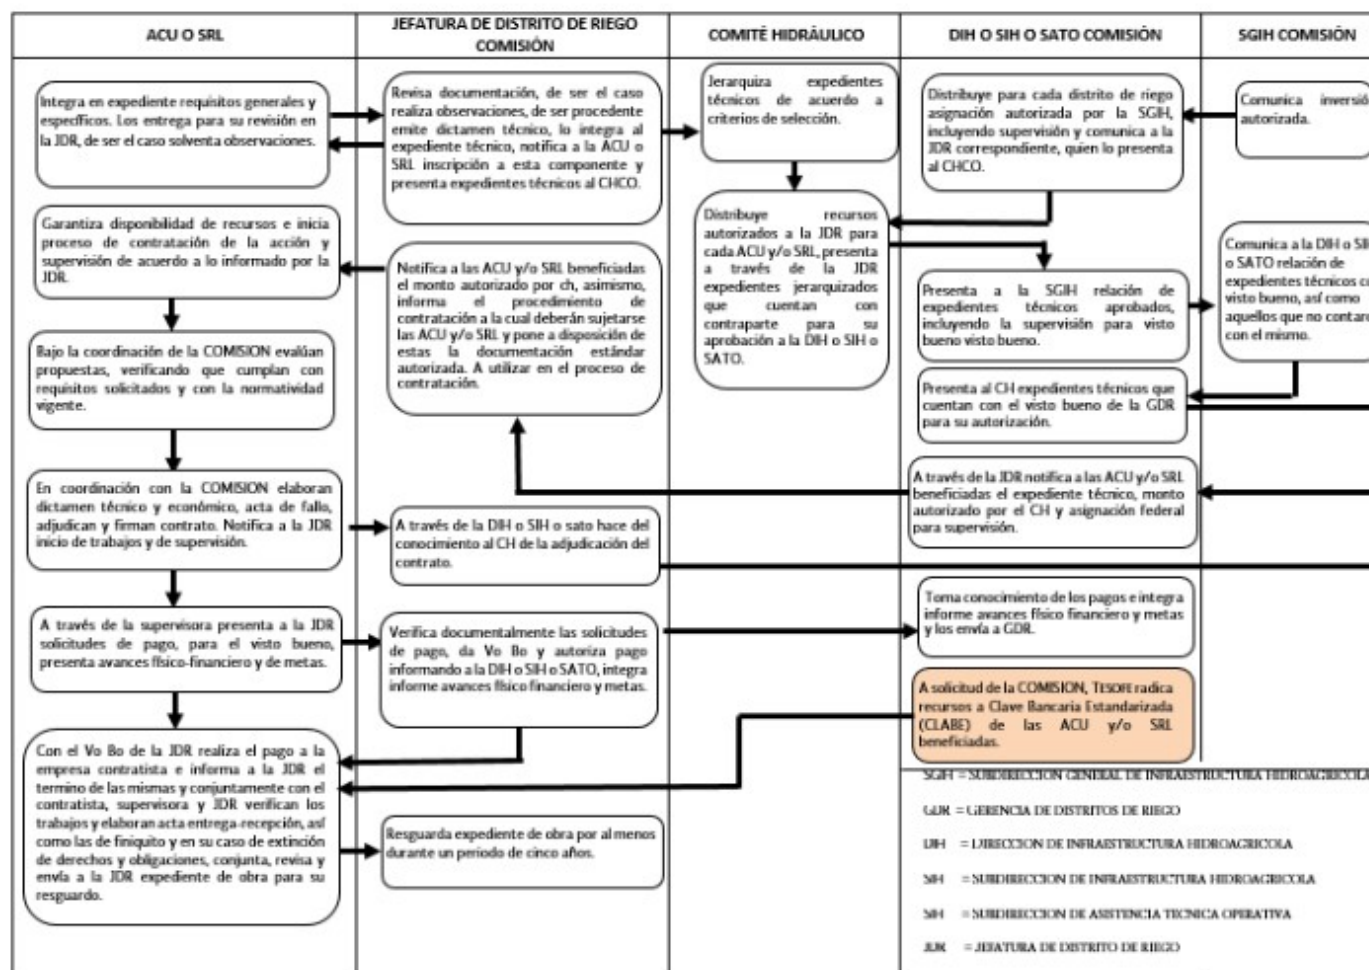 ACU O SRL
JEFATURA DE DISTRITO DE RIEGO
COMISIÓN
COMITÉ HIDRÁULICO
DIH O SIH O SATO COMISIÓN
SGIH COMISIÓN
Integra en expediente requisitos generales y
específicos. Los entrega para su revisión en
la JDR, de ser el caso solventa observaciones.
Revisa documentación, de ser el caso
realiza observaciones, de ser procedente
emite dictamen técnico, lo integra al
expediente técnico, notifica a la ACU o
SRL inscripción a esta componente y
presenta expedientes técnicos al CHCO.
Jerarquiza expedientes
técnicos de acuerdo a
criterios de selección.
Distribuye para cada distrito de riego
asignación autorizada por la SGIH,
incluyendo supervisión y comunica a la
JDR correspondiente, quien lo presenta
al CHCO.
Comunica inversión
autorizada.
Garantiza disponibilidad de recursos e inicia
proceso de contratación de la acción y
supervisión de acuerdo a lo informado por la
JDR.
Notifica a las ACU y/o SRL beneficiadas
el monto autorizado por ch, asimismo,
informa el procedimiento de
contratación a la cual deberán sujetarse
las ACU y/o SRL y pone a disposición de
estas la documentación estándar
autorizada. A utilizar en el proceso de
contratación.
Distribuye recursos
autorizados a la JDR para
cada ACU y/o SRL, presenta
a través de la JDR
expedientes jerarquizados
que cuentan con
contraparte para su
aprobación a la DIH o SIH o
SATO.
Presenta a la SGIH relación de
expedientes técnicos aprobados,
incluyendo la supervisión para visto
bueno visto bueno.
Comunica a la DIH o SIH
o SATO relación de
expedientes técnicos co
visto bueno, así como
aquellos que no contaro
con el mismo.
Bajo la coordinación de la COMISION evalúan
propuestas, verificando que cumplan con
requisitos solicitados y con la normatividad
vigente.
Presenta al CH expedientes técnicos que
cuentan con el visto bueno de la GDR
para su autorización.
En coordinación con la COMISION elaboran
dictamen técnico y económico, acta de fallo,
adjudican y firman contrato. Notifica a la JDR
inicio de trabajos y de supervisión.
A través de la DIH o SIH o sato hace del
conocimiento al CH de la adjudicación del
contrato.
A través de la JDR notifica a las ACU y/o SRL
beneficiadas el expediente técnico, monto
autorizado por el CH y asignación federal
para supervisión.
A través de la supervisora presenta a la JDR
solicitudes de pago, para el visto bueno,
presenta avances físico-financiero y de metas.
Verifica documentalmente las solicitudes
de pago, da Vo Bo y autoriza pago
informando a la DIH o SIH o SATO, integra
informe avances físico financiero y metas.
Toma conocimiento de los pagos e integra
informe avances físico financiero y metas
y los envía a GDR.
A solicitud de la COMISION, TESOFE radica
recursos a Clave Bancaria Estandarizada
(CLABE) de las ACU y/o SRL
beneficiadas.
Con el Vo Bo de la JDR realiza el pago a la
empresa contratista e informa a la JDR el
termino de las mismas y conjuntamente con el
contratista, supervisora y JDR verifican los
trabajos y elaboran acta entrega-recepción, así
como las de finiquito y en su caso de extinción
de derechos y obligaciones, conjunta, revisa y
envía a la JDR expediente de obra para su
resguardo.
Resguarda expediente de obra por al menos
durante un período de cinco años.
SGIH = SUBDIRECCION GENERAL DE INFRAESTRUCTURA HIDROAGRICOLA
GDR = GERENCIA DE DISTRITOS DE RIEGO
DIH = DIRECCION DE INFRAESTRUCTURA HIDROAGRICOLA
SIH = SUBDIRECCION DE INFRAESTRUCTURA HIDROAGRICOLA
SIH = SUBDIRECCION DE ASISTENCIA TECNICA OPERATIVA
JDR = JEFATURA DE DISTRITO DE RIEGO